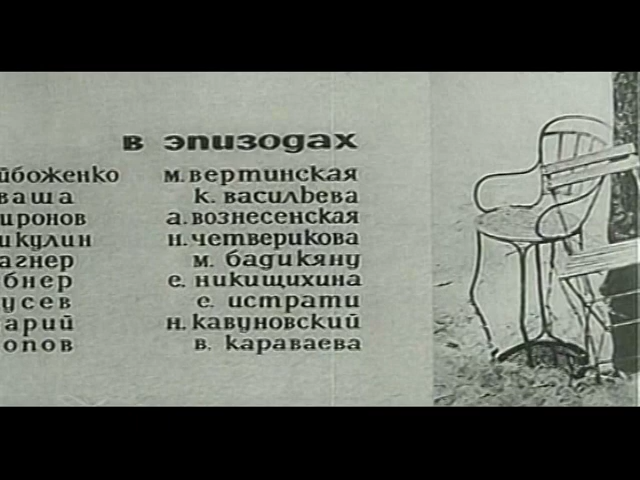 в эпизодах
йбоженко м. вертинская
ваша к. васильева
иронов а. вознесенская
икулин н. четверикова
агнер м. бадикяну
бнер е. никищихина
усев е. истрати
арий н. кавуновский
опов в. караваева